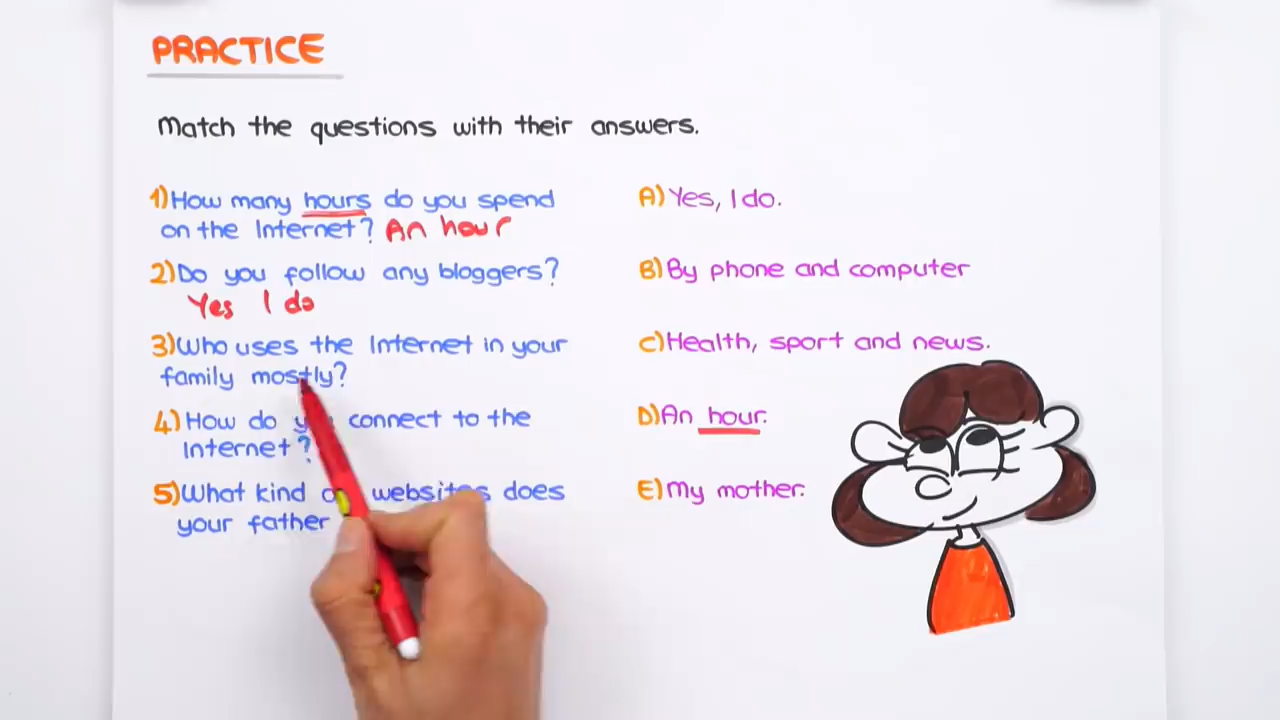 PRACTICE
Match the questions with their answers.
1) How many hours do you spend
on the Internet? An hour
2) Do you follow any bloggers?
Yes I do
3) Who uses the Internet in your
family mostly?
4) How do you connect to the
Internet?
5) What kind websites does
your father
A) Yes, I do.
B) By phone and computer
C) Health, sport and news.
D) An hour.
E) My mother.